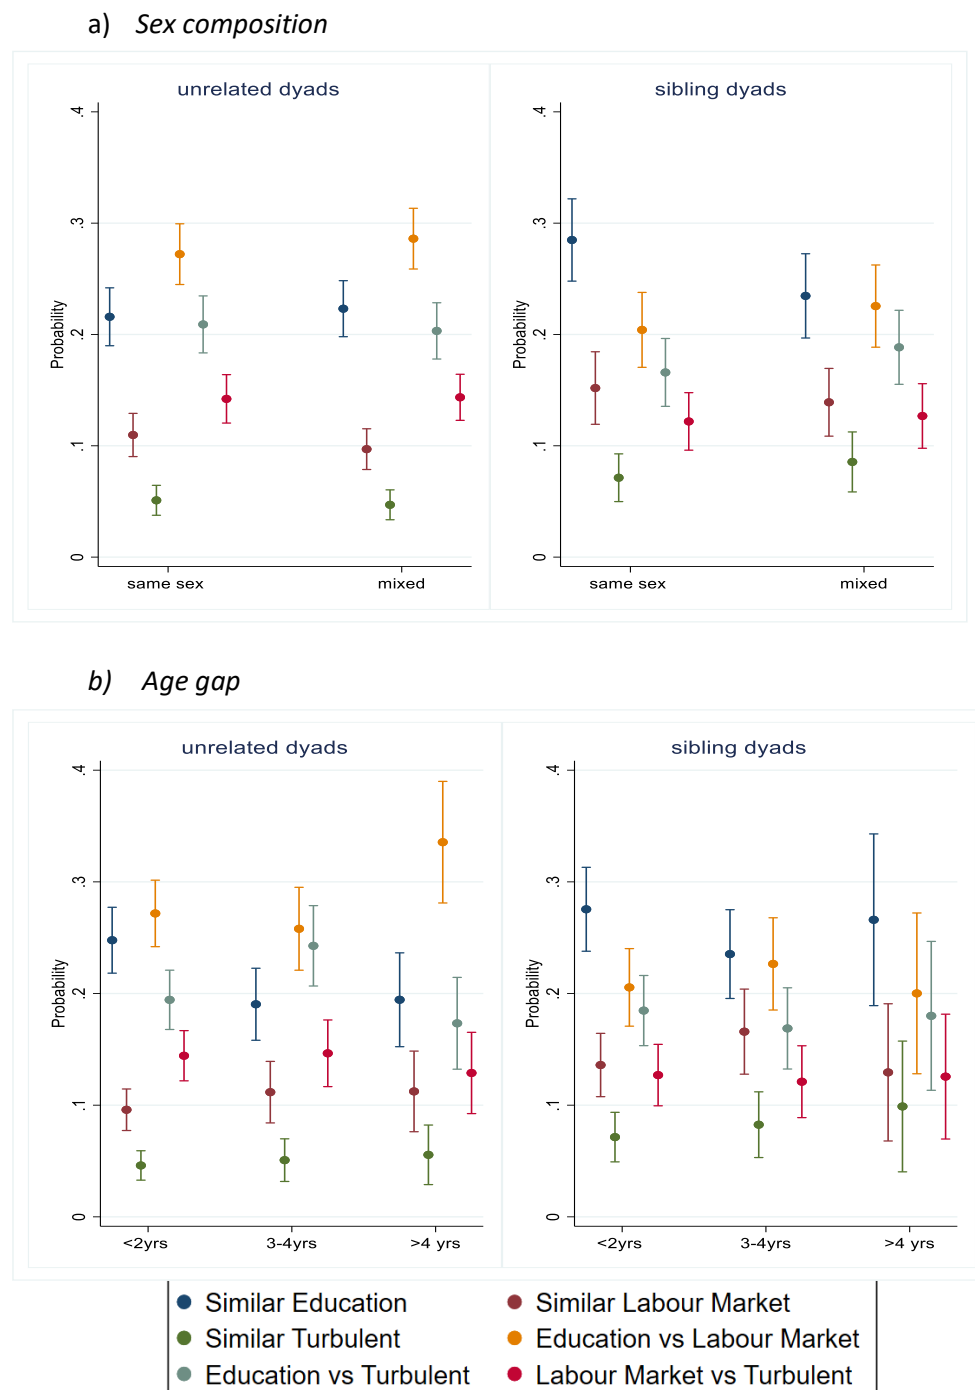 a) Sex composition
unrelated dyads
sibling dyads
Probability
.4
.3
.2
.1
0
same sex
mixed
Probability
.4
.3
.2
.1
0
same sex
mixed
b) Age gap
unrelated dyads
sibling dyads
Probability
.4
.3
.2
.1
0
<2yrs
3-4yrs
>4 yrs
Probability
.4
.3
.2
.1
0
<2yrs
3-4yrs
>4 yrs
Similar Education
Similar Labour Market
Similar Turbulent
Education vs Labour Market
Education vs Turbulent
Labour Market vs Turbulent